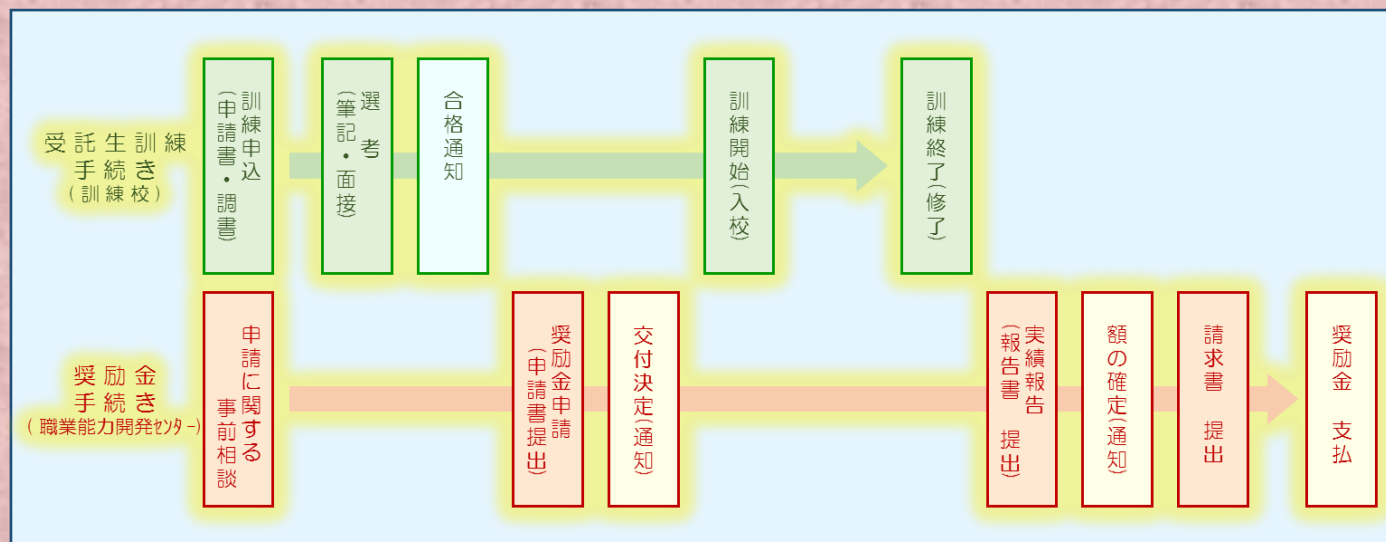 受託生訓練
手続き
(訓練校)
訓練申込
(申請書・調書)
選 考
(筆記・面接)
合格通知
訓練開始(入校)
訓練終了(修了)
奨励金
手続き
(職業能力開発ｾﾝﾀｰ)
申請に関する
事前相談
奨励金申請
(申請書提出)
交付決定(通知)
実績報告
(報告書 提出)
額の確定(通知)
請求書 提出
奨励金 支払